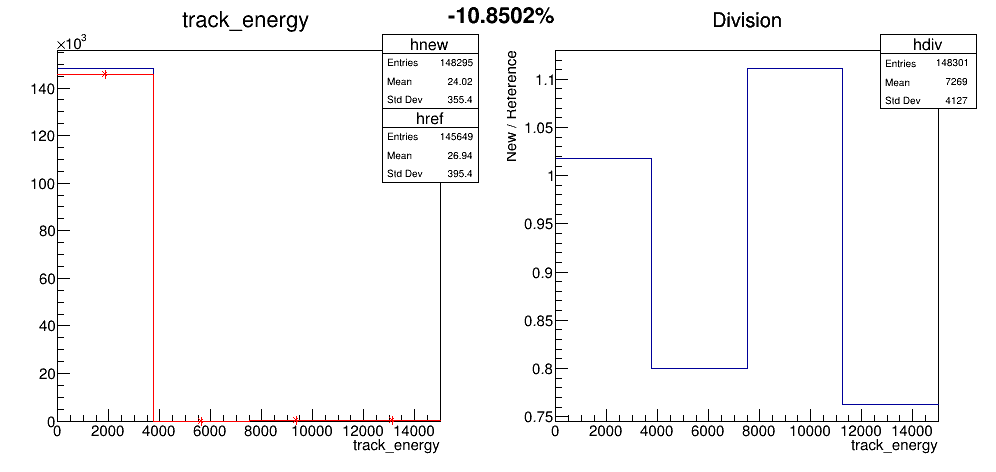 -10.8502%
track_energy
×10³
hnew
Entries 148295
Mean 24.02
Std Dev 355.4
href
Entries 145649
Mean 26.94
Std Dev 395.4
140
120
100
80
60
40
20
0
0 2000 4000 6000 8000 10000 12000 14000
track_energy
Division
hdiv
Entries 148301
Mean 7269
Std Dev 4127
New / Reference
1.1
1.05
1
0.95
0.9
0.85
0.8
0.75
0 2000 4000 6000 8000 10000 12000 14000
track_energy